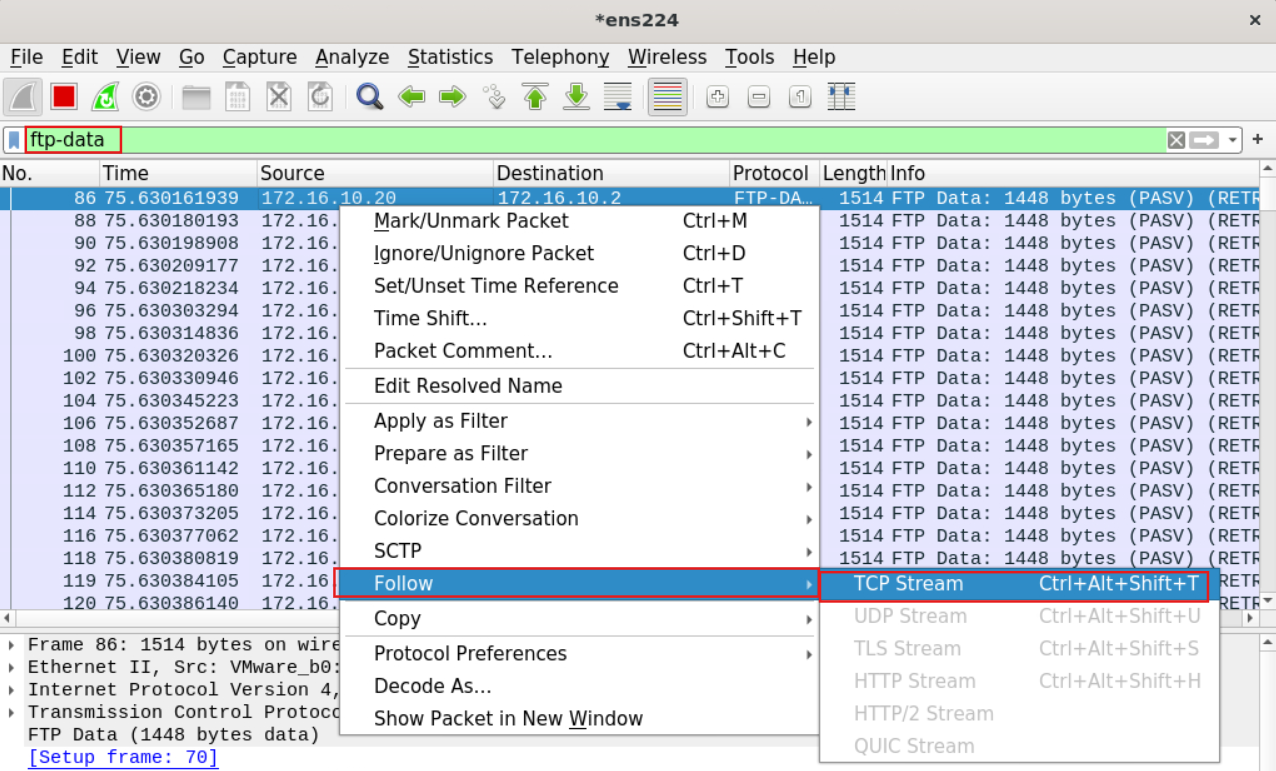 *ens224
File Edit View Go Capture Analyze Statistics Telephony Wireless Tools Help
ftp-data
No. Time Source Destination Protocol Length Info
86 75.630161939 172.16.10.20 172.16.10.2 FTP-DA… 1514 FTP Data: 1448 bytes (PASV) (RETR
88 75.630180193 172.16. 1514 FTP Data: 1448 bytes (PASV) (RETR
90 75.630198908 172.16. 1514 FTP Data: 1448 bytes (PASV) (RETR
92 75.630209177 172.16. 1514 FTP Data: 1448 bytes (PASV) (RETR
94 75.630218234 172.16. 1514 FTP Data: 1448 bytes (PASV) (RETR
96 75.630303294 172.16. 1514 FTP Data: 1448 bytes (PASV) (RETR
98 75.630314836 172.16. 1514 FTP Data: 1448 bytes (PASV) (RETR
100 75.630320326 172.16. 1514 FTP Data: 1448 bytes (PASV) (RETR
102 75.630330946 172.16. 1514 FTP Data: 1448 bytes (PASV) (RETR
104 75.630345223 172.16. 1514 FTP Data: 1448 bytes (PASV) (RETR
106 75.630352687 172.16. 1514 FTP Data: 1448 bytes (PASV) (RETR
108 75.630357165 172.16. 1514 FTP Data: 1448 bytes (PASV) (RETR
110 75.630361142 172.16. 1514 FTP Data: 1448 bytes (PASV) (RETR
112 75.630365180 172.16. 1514 FTP Data: 1448 bytes (PASV) (RETR
114 75.630373205 172.16. 1514 FTP Data: 1448 bytes (PASV) (RETR
116 75.630377062 172.16. 1514 FTP Data: 1448 bytes (PASV) (RETR
118 75.630380819 172.16. 1514 FTP Data: 1448 bytes (PASV) (RETR
119 75.630384105 172.16.
120 75.630386140 172.16. RETR
Mark/Unmark Packet Ctrl+M
Ignore/Unignore Packet Ctrl+D
Set/Unset Time Reference Ctrl+T
Time Shift… Ctrl+Shift+T
Packet Comment… Ctrl+Alt+C
Edit Resolved Name
Apply as Filter
Prepare as Filter
Conversation Filter
Colorize Conversation
SCTP
Follow
Copy
Protocol Preferences
Decode As…
Show Packet in New Window
TCP Stream Ctrl+Alt+Shift+T
UDP Stream Ctrl+Alt+Shift+U
TLS Stream Ctrl+Alt+Shift+S
HTTP Stream Ctrl+Alt+Shift+H
HTTP/2 Stream
QUIC Stream
Frame 86: 1514 bytes on wire
Ethernet II, Src: VMware_b0:
Internet Protocol Version 4,
Transmission Control Protoco
FTP Data (1448 bytes data)
[Setup frame: 70]